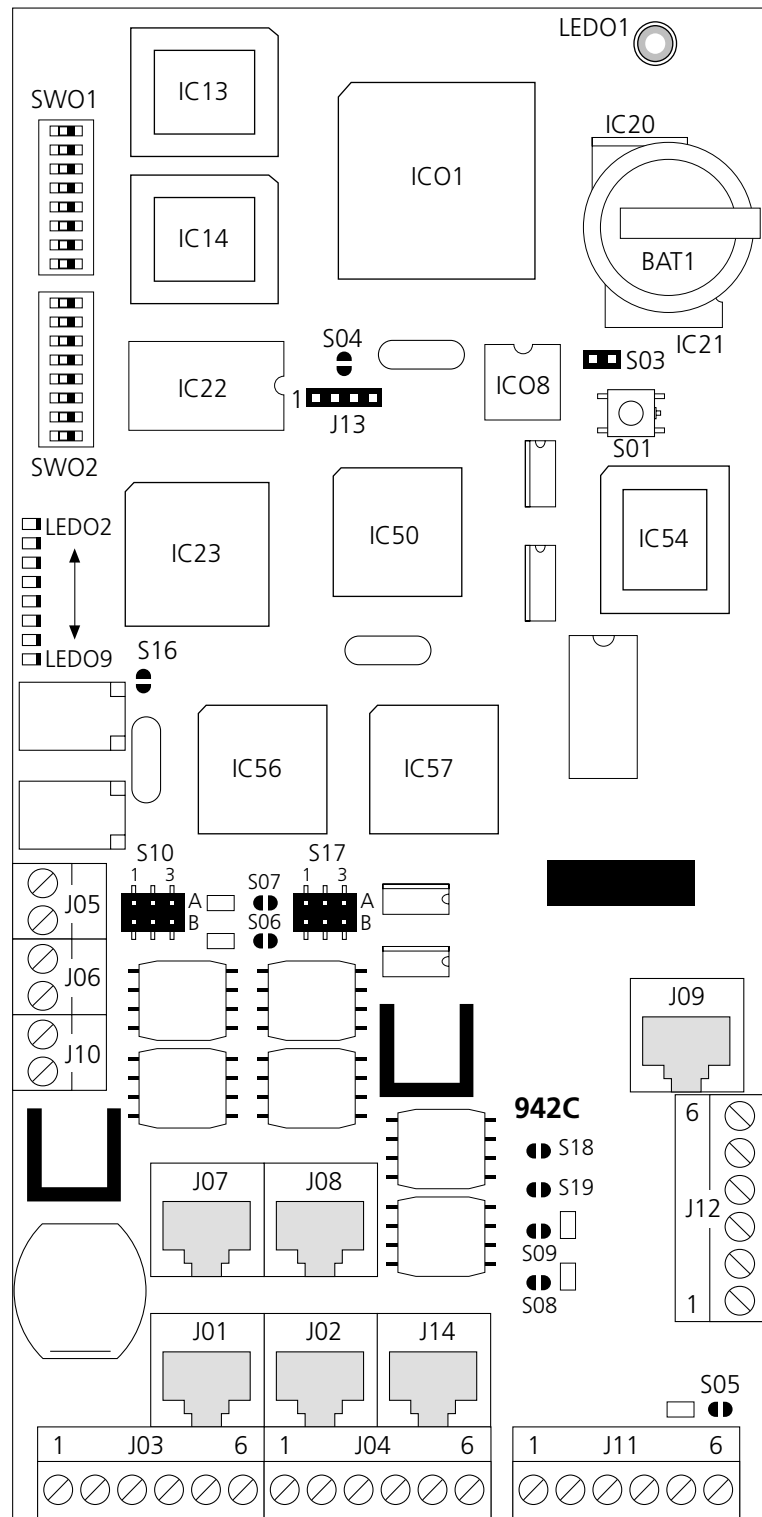 LEDO1
IC13
SWO1
IC20
ICO1
IC14
BAT1
S04
IC21
S03
IC22
ICO8
1
J13
S01
SWO2
LEDO2
IC50
IC54
IC23
S16
LEDO9
IC56
IC57
S10
S17
1 3
S07
1 3
J05
A
A
B
S06
B
J06
J09
J10
942C
6
S18
J07
J08
S19
J12
S09
S08
1
J01
J02
J14
S05
1 J03 6
1 J04 6
1 J11 6